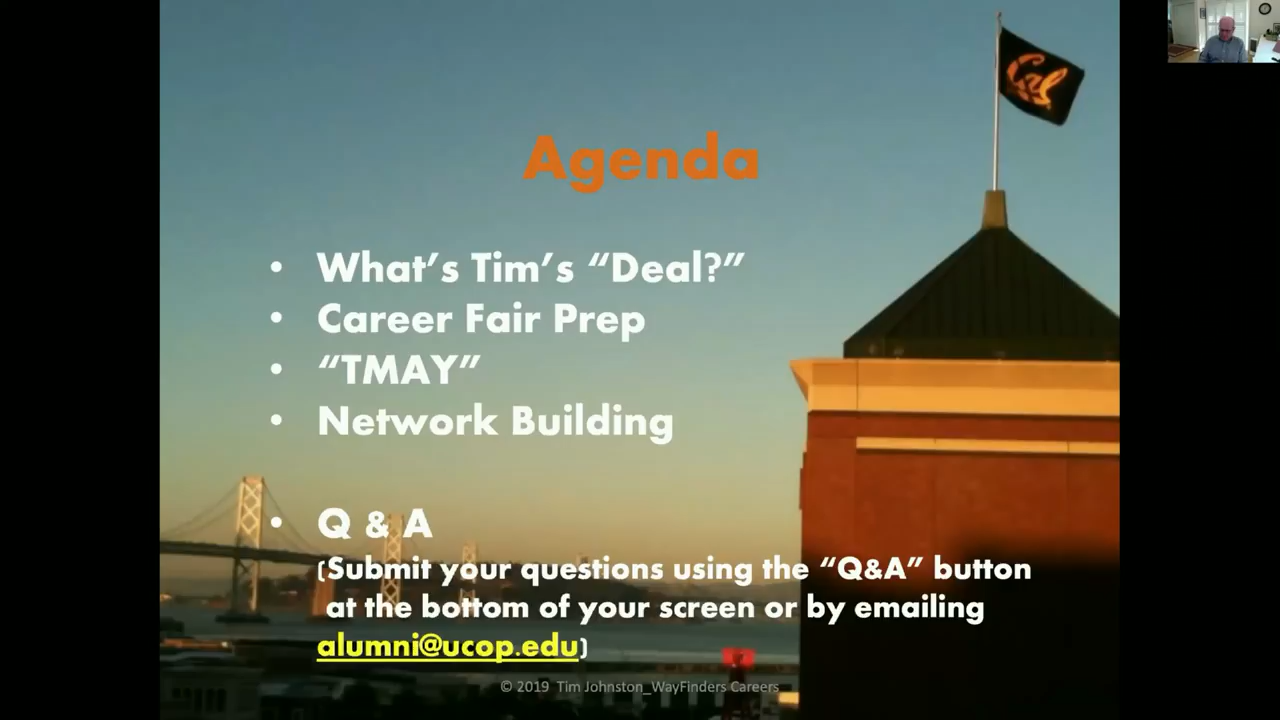 Cal
Agenda
• What’s Tim’s “Deal?”
• Career Fair Prep
• “TMAY”
• Network Building
• Q & A
(Submit your questions using the “Q&A” button
at the bottom of your screen or by emailing
alumni@ucop.edu)
© 2019 Tim Johnston_WayFinders Careers